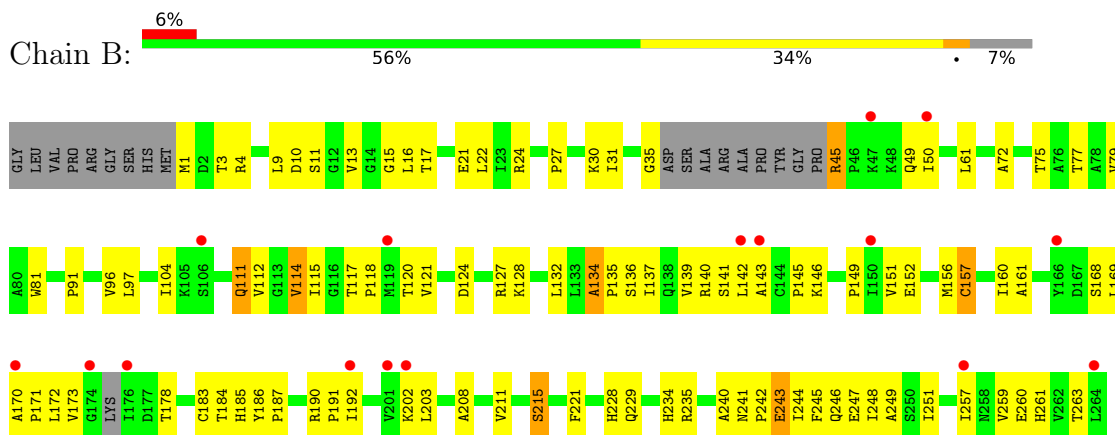 6%
Chain B:
56% 34% • 7%
GLY LEU VAL PRO ARG GLY SER HIS MET M1 D2 T3 R4 L9 D10 S11 G12 V13 G14 G15 L16 T17 E21 L22 I23 R24 P27 K30 I31 G35 ASP SER ALA ARG ALA PRO TYR GLY PRO R45 P46 K47 K48 Q49 I50 L61 A72 T75 A76 T77 A78 V79
A80 W81 P91 V96 L97 I104 K105 S106 Q111 V112 G113 V114 I115 G116 T117 P118 M119 T120 V121 D124 R127 K128 L132 L133 A134 P135 S136 I137 Q138 V139 R140 S141 L142 A143 C144 P145 K146 P149 I150 V151 E152 M156 C157 I160 A161 Y166 D167 S168 L169
A170 P171 L172 V173 G174 LYS I176 D177 T178 C183 T184 H185 Y186 P187 R190 P191 I192 V201 K202 L203 A208 V211 S215 F221 H228 Q229 H234 R235 A240 N241 P242 E243 I244 F245 Q246 E247 I248 A249 S250 I251 I257 N258 V259 E260 H261 V262 T263 L264